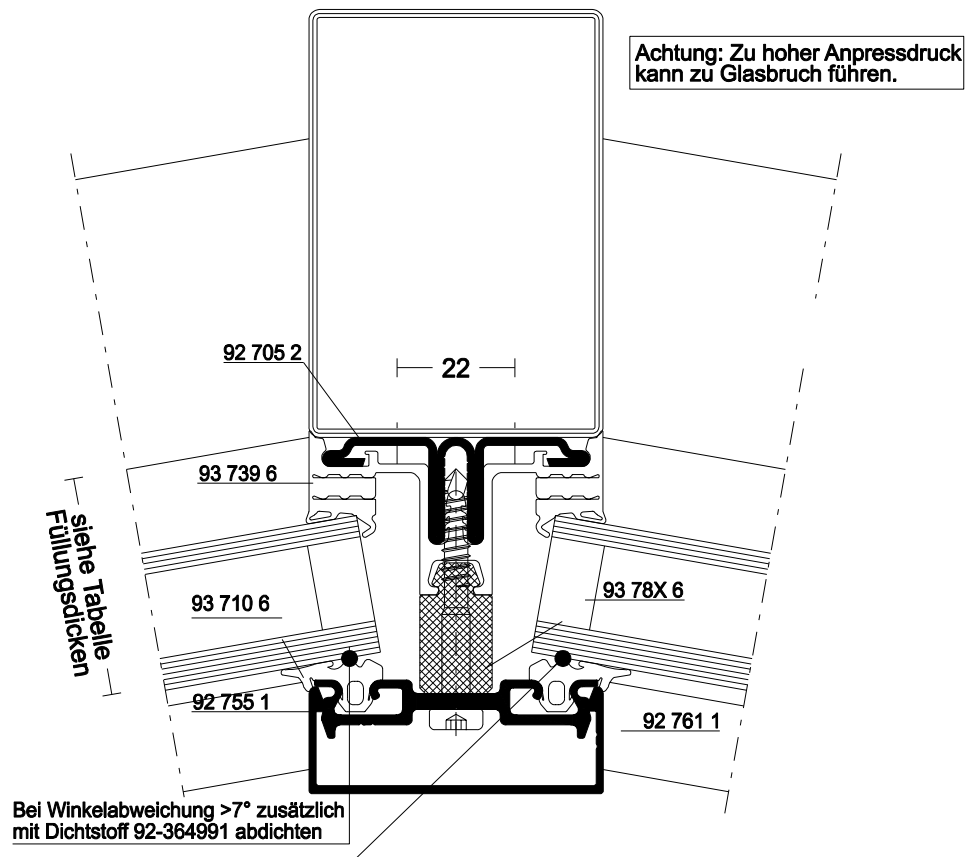 Achtung: Zu hoher Anpressdruck
kann zu Glasbruch führen.
92 705 2
22
93 739 6
siehe Tabelle
Füllungsdicken
93 710 6
93 78X 6
92 755 1
92 761 1
Bei Winkelabweichung >7° zusätzlich
mit Dichtstoff 92-364991 abdichten